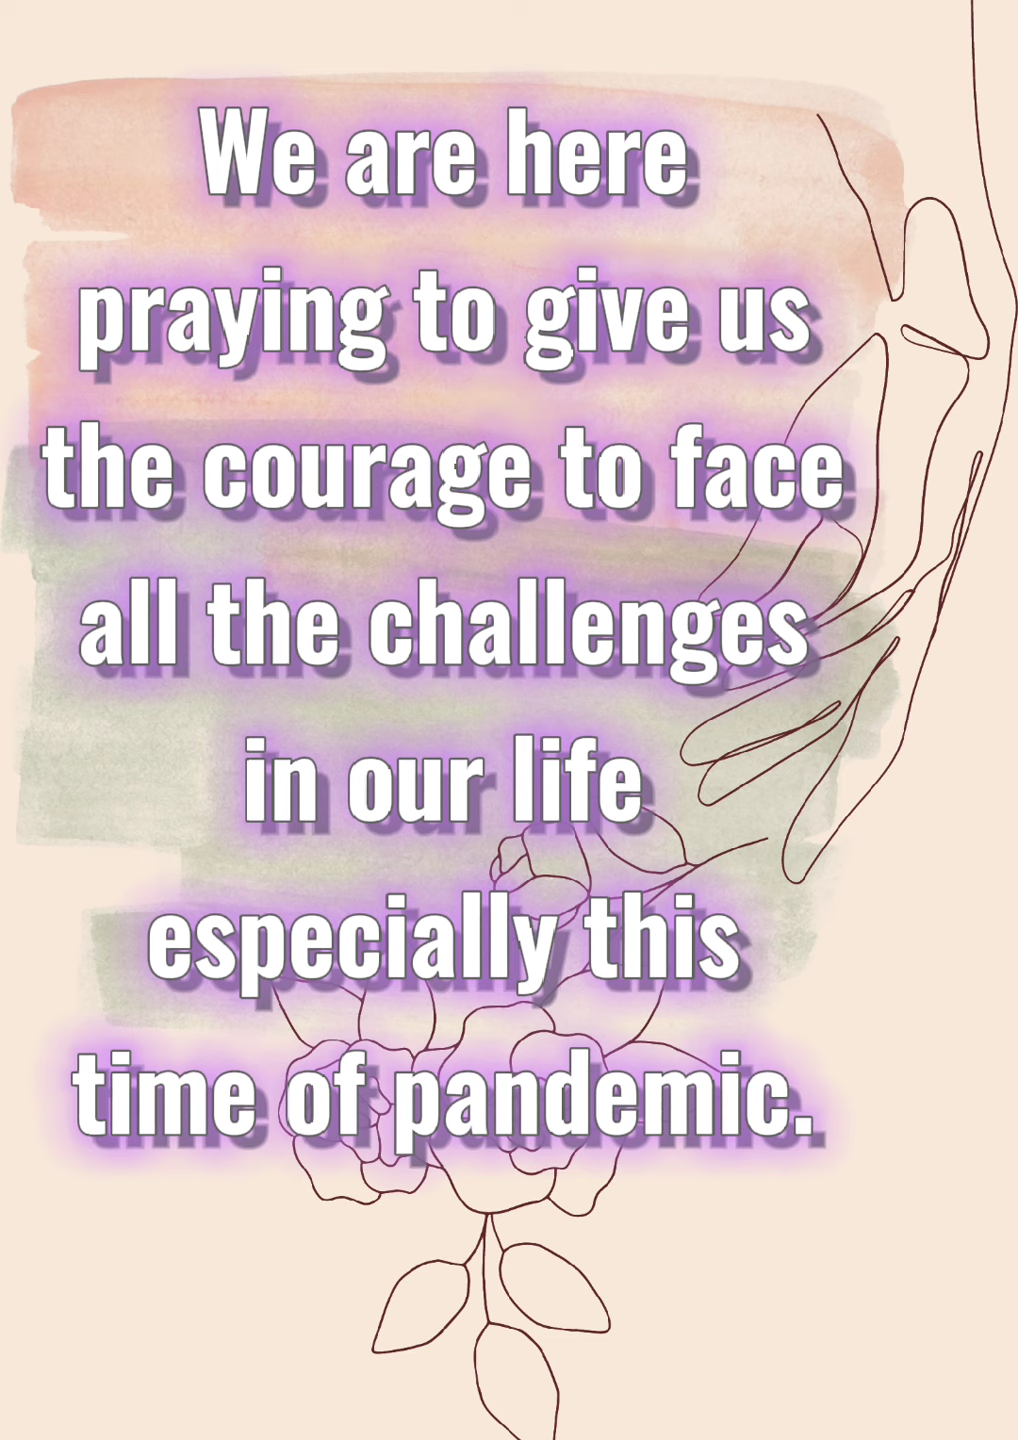 We are here
praying to give us
the courage to face
all the challenges
in our life
especially this
time of pandemic.